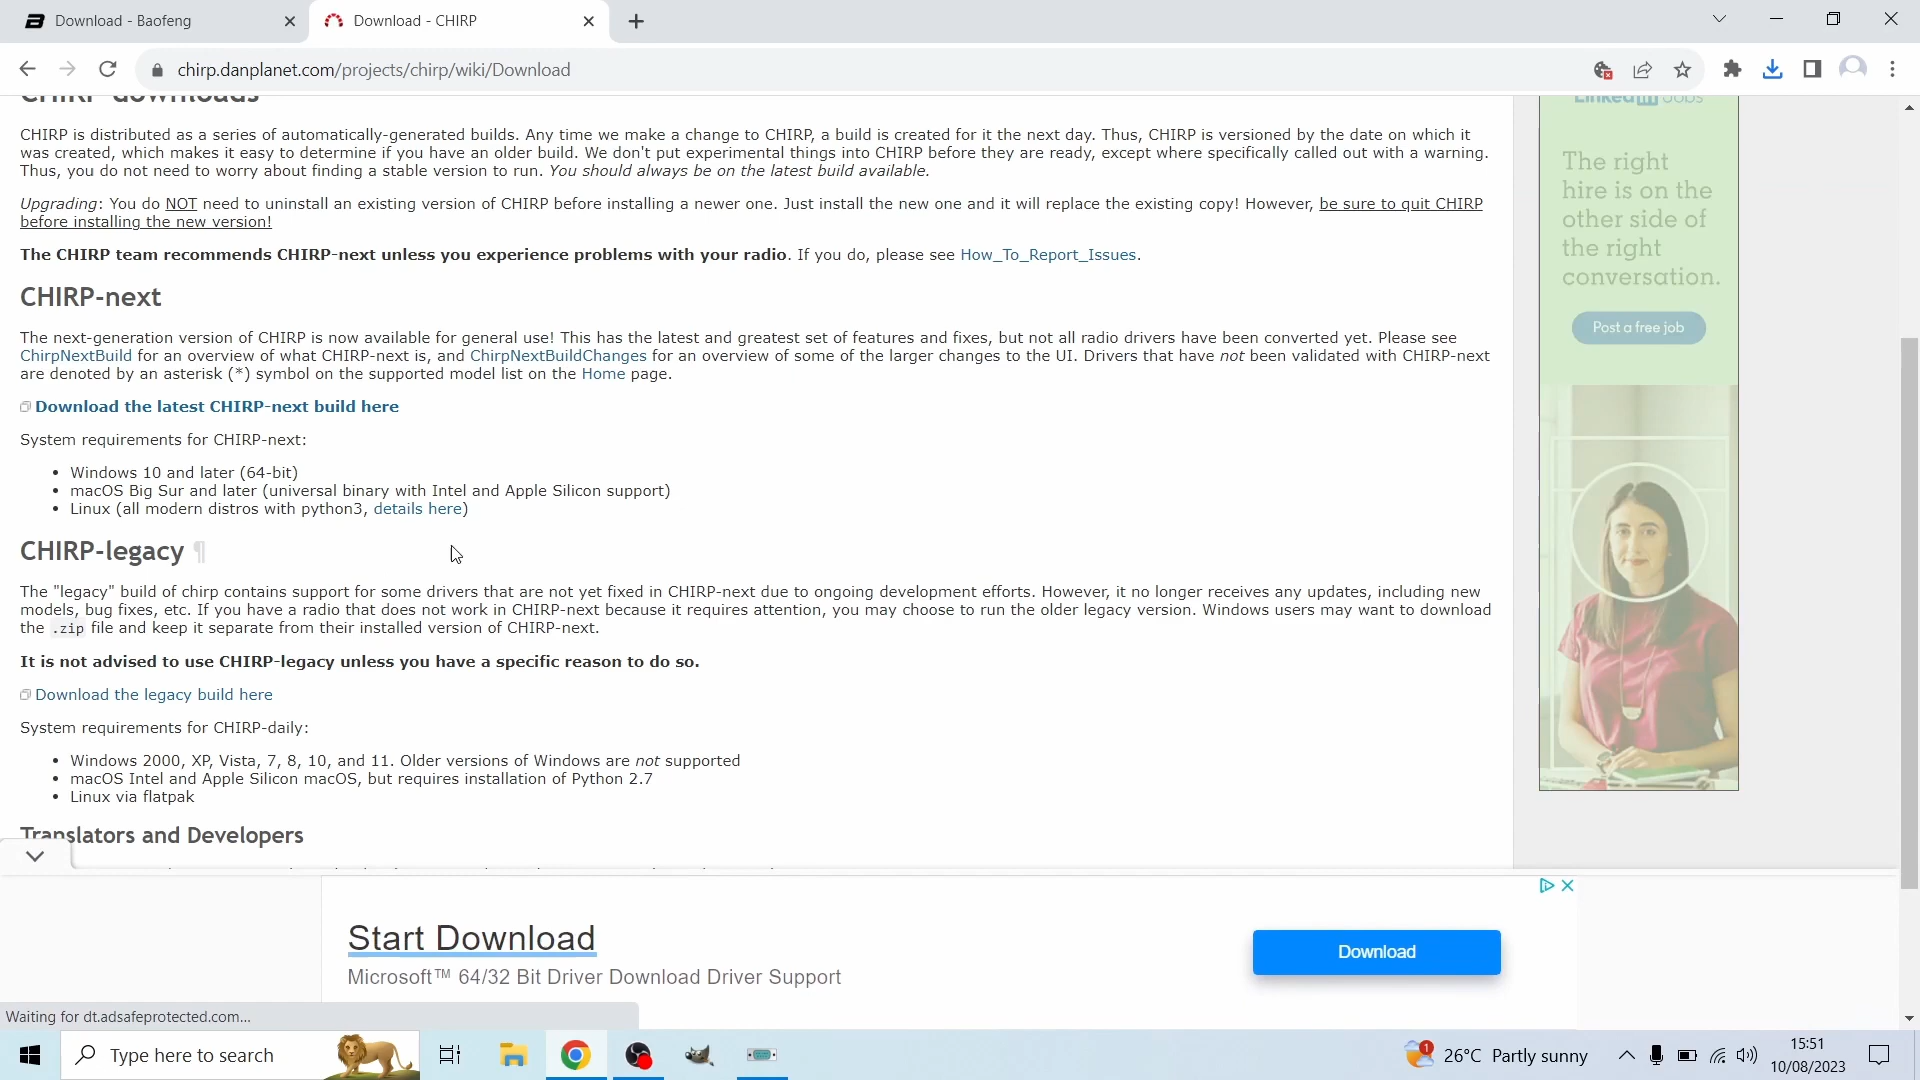 Download - Baofeng
Download - CHIRP
chirp.danplanet.com/projects/chirp/wiki/Download
CHIRP downloads
CHIRP is distributed as a series of automatically-generated builds. Any time we make a change to CHIRP, a build is created for it the next day. Thus, CHIRP is versioned by the date on which it
was created, which makes it easy to determine if you have an older build. We don't put experimental things into CHIRP before they are ready, except where specifically called out with a warning.
Thus, you do not need to worry about finding a stable version to run. You should always be on the latest build available.
Upgrading: You do NOT need to uninstall an existing version of CHIRP before installing a newer one. Just install the new one and it will replace the existing copy! However, be sure to quit CHIRP
before installing the new version!
The CHIRP team recommends CHIRP-next unless you experience problems with your radio. If you do, please see How_To_Report_Issues.
CHIRP-next
The next-generation version of CHIRP is now available for general use! This has the latest and greatest set of features and fixes, but not all radio drivers have been converted yet. Please see
ChirpNextBuild for an overview of what CHIRP-next is, and ChirpNextBuildChanges for an overview of some of the larger changes to the UI. Drivers that have not been validated with CHIRP-next
are denoted by an asterisk (*) symbol on the supported model list on the Home page.
Download the latest CHIRP-next build here
System requirements for CHIRP-next:
• Windows 10 and later (64-bit)
• macOS Big Sur and later (universal binary with Intel and Apple Silicon support)
• Linux (all modern distros with python3, details here)
CHIRP-legacy ¶
The "legacy" build of chirp contains support for some drivers that are not yet fixed in CHIRP-next due to ongoing development efforts. However, it no longer receives any updates, including new
models, bug fixes, etc. If you have a radio that does not work in CHIRP-next because it requires attention, you may choose to run the older legacy version. Windows users may want to download
the .zip file and keep it separate from their installed version of CHIRP-next.
It is not advised to use CHIRP-legacy unless you have a specific reason to do so.
Download the legacy build here
System requirements for CHIRP-daily:
• Windows 2000, XP, Vista, 7, 8, 10, and 11. Older versions of Windows are not supported
• macOS Intel and Apple Silicon macOS, but requires installation of Python 2.7
• Linux via flatpak
Translators and Developers
LinkedIn Jobs
The right
hire is on the
other side of
the right
conversation.
Post a free job
Start Download
Microsoft™ 64/32 Bit Driver Download Driver Support
Download
Waiting for dt.adsafeprotected.com...
Type here to search
1
26°C Partly sunny
15:51
10/08/2023